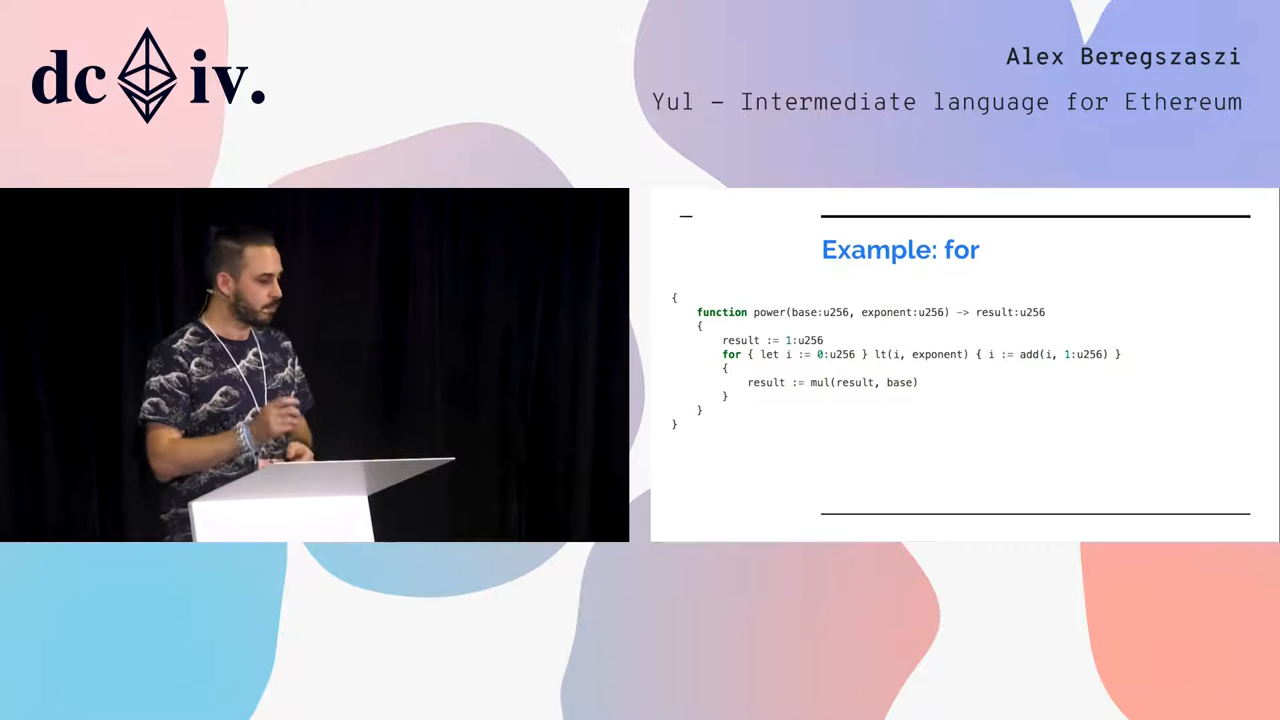 dc iv.
Alex Beregszaszi
Yul – Intermediate language for Ethereum
Example: for
{
    function power(base:u256, exponent:u256) -> result:u256
    {
        result := 1:u256
        for { let i := 0:u256 } lt(i, exponent) { i := add(i, 1:u256) }
        {
            result := mul(result, base)
        }
    }
}